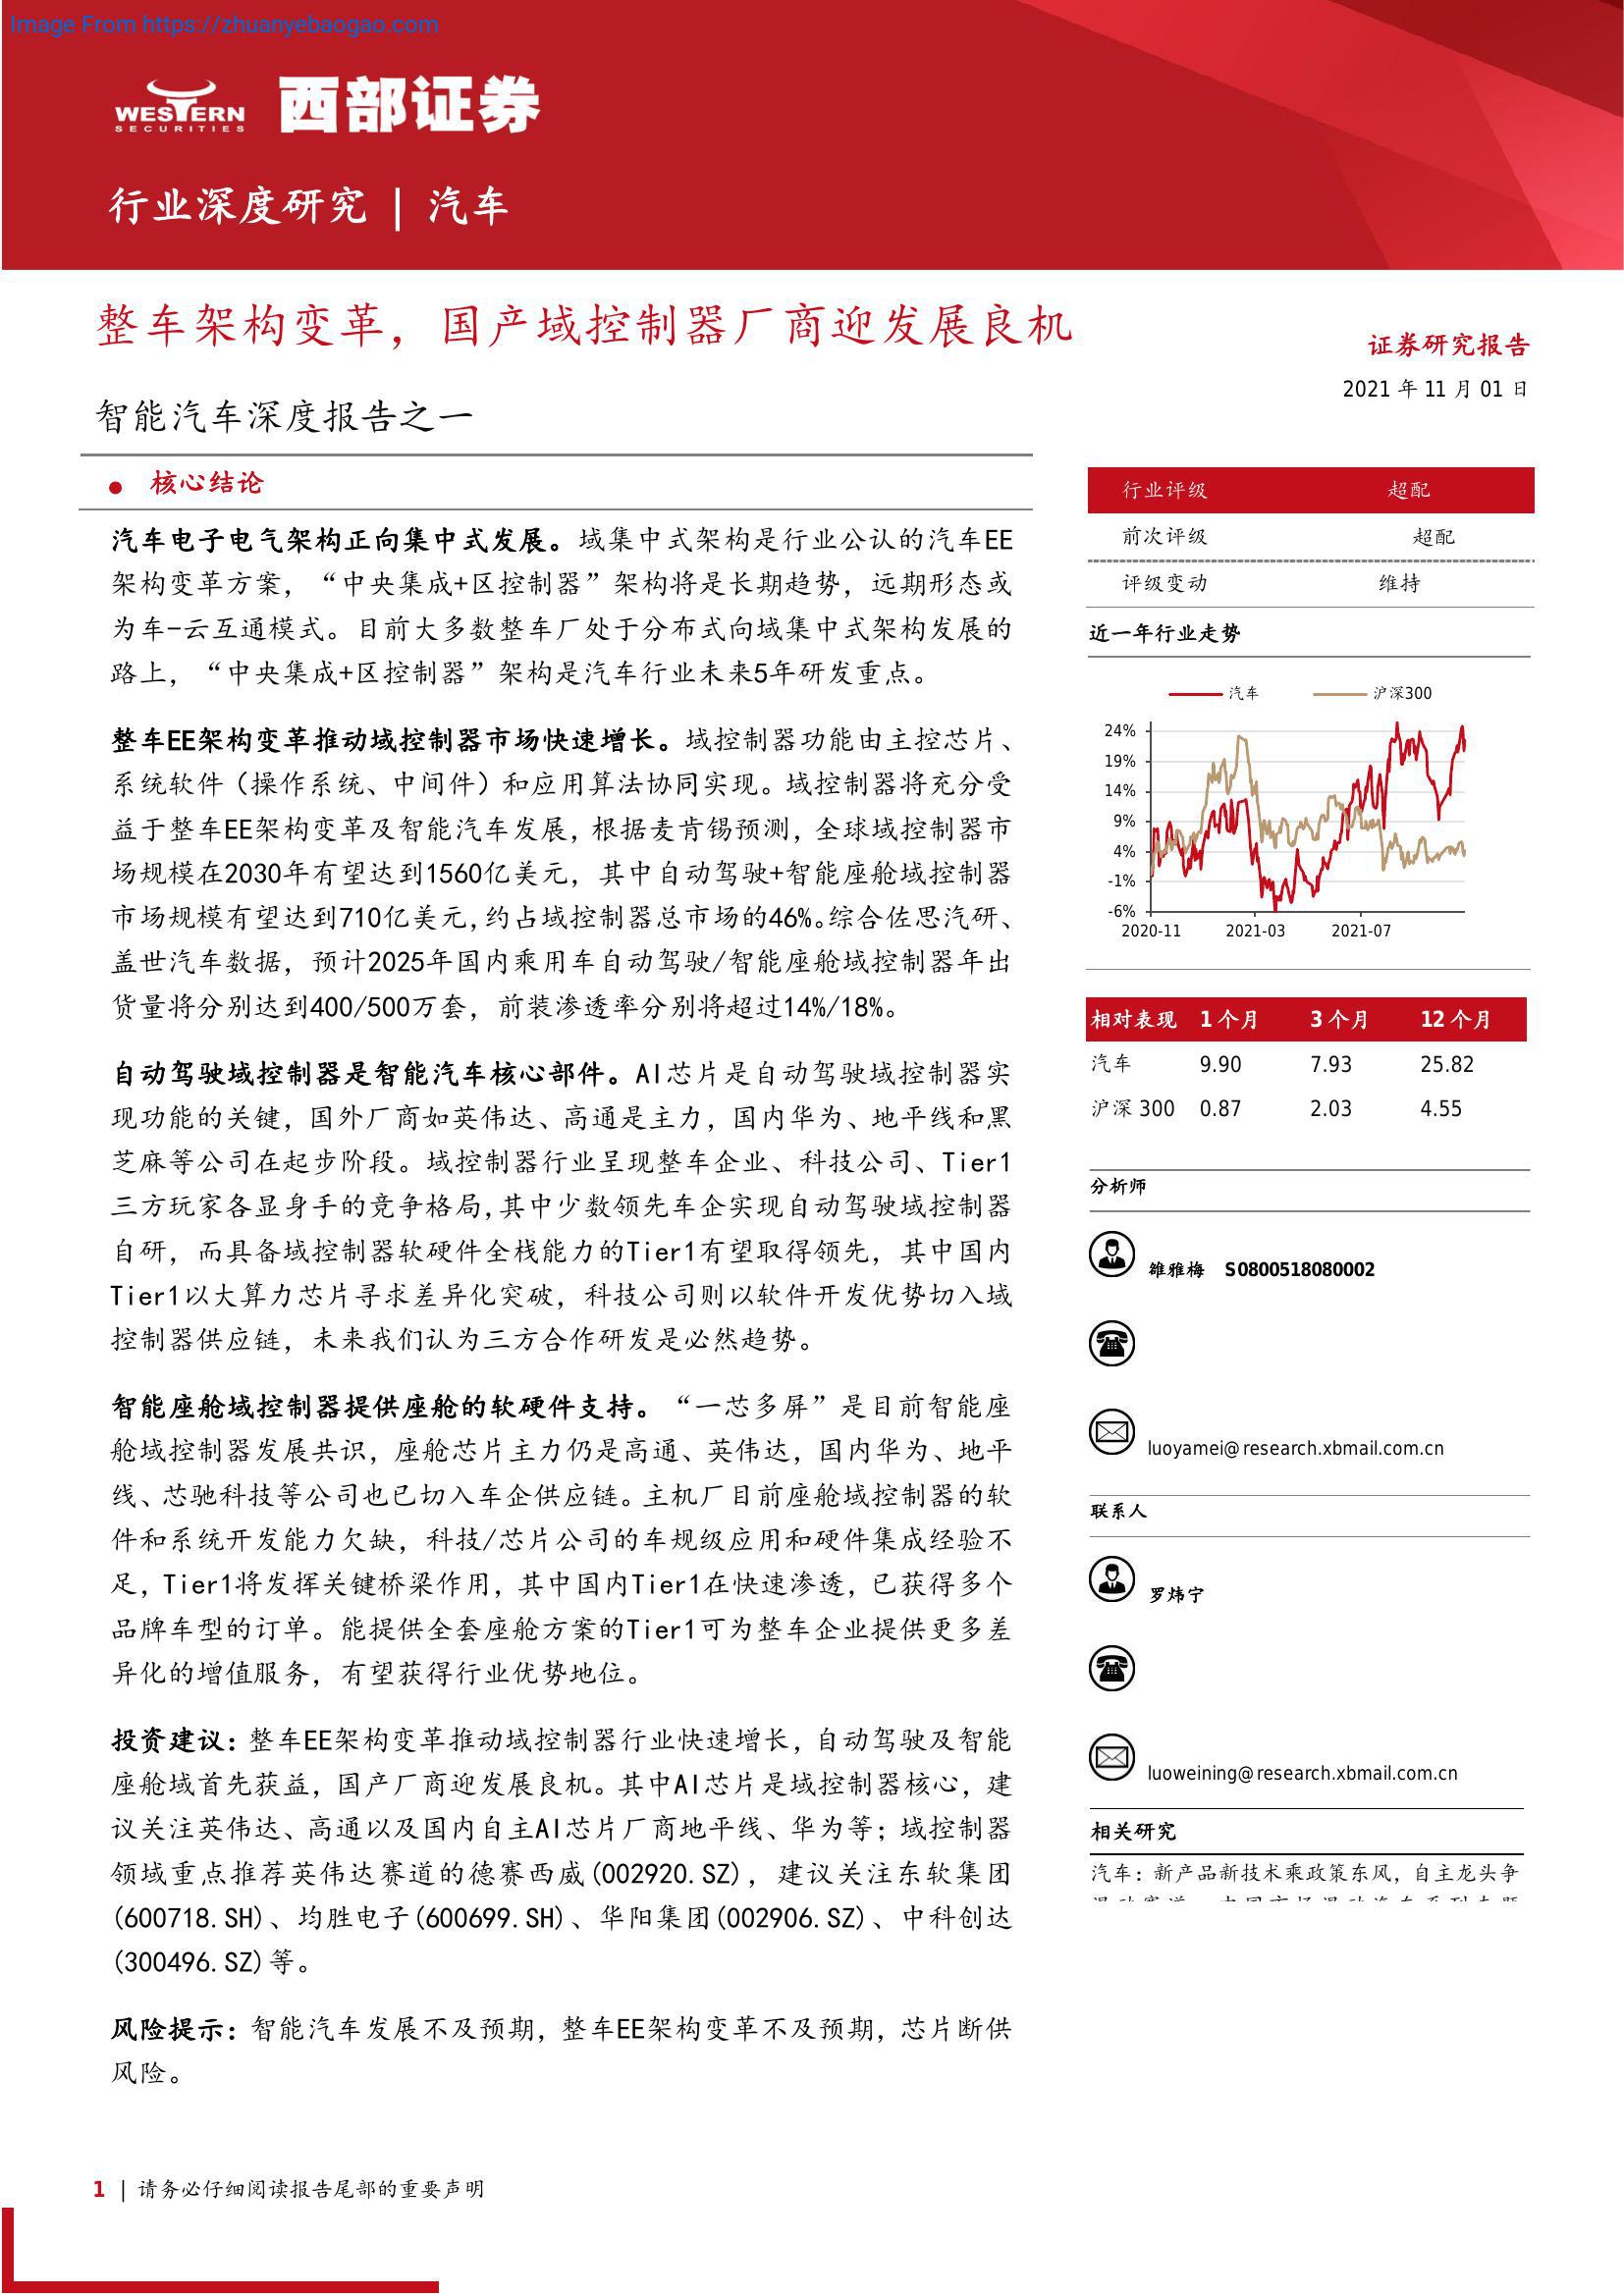 Image From https://zhuanyebaogao.com
WESTERN
SECURITIES
西部证券
行业深度研究 | 汽车
整车架构变革，国产域控制器厂商迎发展良机
智能汽车深度报告之一
证券研究报告
2021 年 11 月 01 日
● 核心结论
汽车电子电气架构正向集中式发展。域集中式架构是行业公认的汽车EE
架构变革方案，“中央集成+区控制器”架构将是长期趋势，远期形态或
为车-云互通模式。目前大多数整车厂处于分布式向域集中式架构发展的
路上，“中央集成+区控制器”架构是汽车行业未来5年研发重点。
整车EE架构变革推动域控制器市场快速增长。域控制器功能由主控芯片、
系统软件（操作系统、中间件）和应用算法协同实现。域控制器将充分受
益于整车EE架构变革及智能汽车发展，根据麦肯锡预测，全球域控制器市
场规模在2030年有望达到1560亿美元，其中自动驾驶+智能座舱域控制器
市场规模有望达到710亿美元，约占域控制器总市场的46%。综合佐思汽研、
盖世汽车数据，预计2025年国内乘用车自动驾驶/智能座舱域控制器年出
货量将分别达到400/500万套，前装渗透率分别将超过14%/18%。
自动驾驶域控制器是智能汽车核心部件。AI芯片是自动驾驶域控制器实
现功能的关键，国外厂商如英伟达、高通是主力，国内华为、地平线和黑
芝麻等公司在起步阶段。域控制器行业呈现整车企业、科技公司、Tier1
三方玩家各显身手的竞争格局，其中少数领先车企实现自动驾驶域控制器
自研，而具备域控制器软硬件全栈能力的Tier1有望取得领先，其中国内
Tier1以大算力芯片寻求差异化突破，科技公司则以软件开发优势切入域
控制器供应链，未来我们认为三方合作研发是必然趋势。
智能座舱域控制器提供座舱的软硬件支持。“一芯多屏”是目前智能座
舱域控制器发展共识，座舱芯片主力仍是高通、英伟达，国内华为、地平
线、芯驰科技等公司也已切入车企供应链。主机厂目前座舱域控制器的软
件和系统开发能力欠缺，科技/芯片公司的车规级应用和硬件集成经验不
足，Tier1将发挥关键桥梁作用，其中国内Tier1在快速渗透，已获得多个
品牌车型的订单。能提供全套座舱方案的Tier1可为整车企业提供更多差
异化的增值服务，有望获得行业优势地位。
投资建议：整车EE架构变革推动域控制器行业快速增长，自动驾驶及智能
座舱域首先获益，国产厂商迎发展良机。其中AI芯片是域控制器核心，建
议关注英伟达、高通以及国内自主AI芯片厂商地平线、华为等；域控制器
领域重点推荐英伟达赛道的德赛西威(002920.SZ)，建议关注东软集团
(600718.SH)、均胜电子(600699.SH)、华阳集团(002906.SZ)、中科创达
(300496.SZ)等。
风险提示：智能汽车发展不及预期，整车EE架构变革不及预期，芯片断供
风险。
行业评级 超配
前次评级 超配
评级变动 维持
近一年行业走势
汽车 沪深300
24%
19%
14%
9%
4%
-1%
-6%
2020-11 2021-03 2021-07
相对表现 1 个月 3 个月 12 个月
汽车 9.90 7.93 25.82
沪深 300 0.87 2.03 4.55
分析师
雒雅梅 S0800518080002
luoyamei@research.xbmail.com.cn
联系人
罗炜宁
luoweining@research.xbmail.com.cn
相关研究
汽车：新产品新技术乘政策东风，自主龙头争
1 | 请务必仔细阅读报告尾部的重要声明